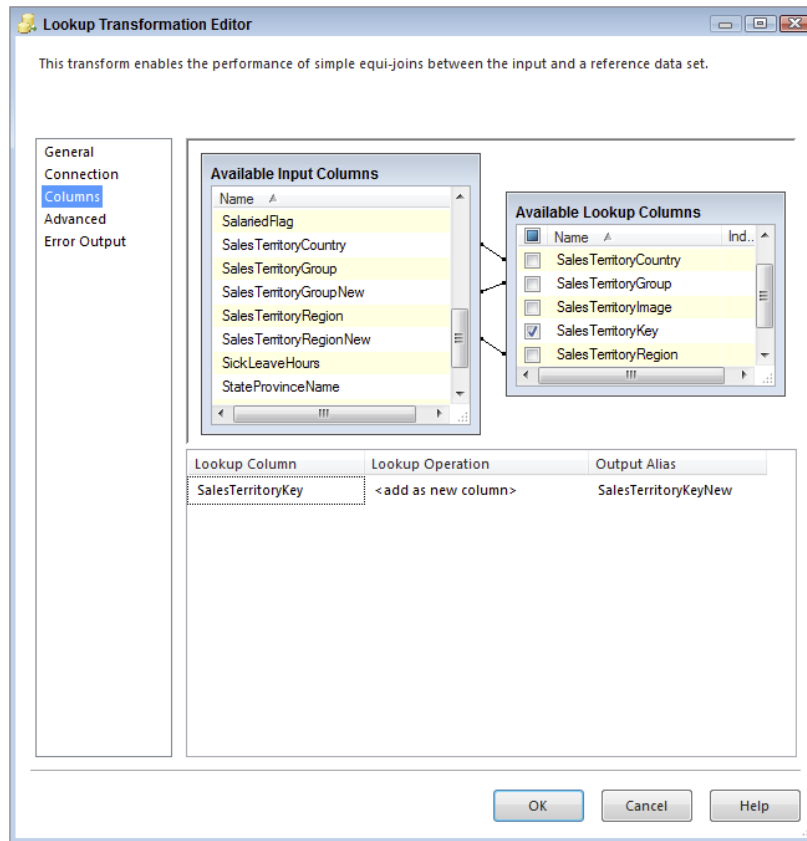 Lookup Transformation Editor
This transform enables the performance of simple equi-joins between the input and a reference data set.
General
Connection
Columns
Advanced
Error Output
Available Input Columns
Name
SalariedFlag
SalesTerritoryCountry
SalesTerritoryGroup
SalesTerritoryGroupNew
SalesTerritoryRegion
SalesTerritoryRegionNew
SickLeaveHours
StateProvinceName
Available Lookup Columns
Name Ind..
SalesTerritoryCountry
SalesTerritoryGroup
SalesTerritoryImage
SalesTerritoryKey
SalesTerritoryRegion
Lookup Column Lookup Operation Output Alias
SalesTerritoryKey <add as new column> SalesTerritoryKeyNew
OK Cancel Help